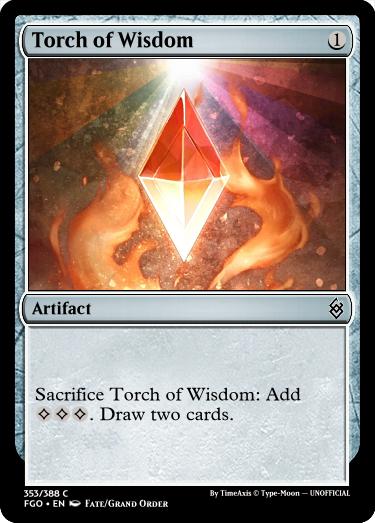 Torch of Wisdom 1
Artifact
Sacrifice Torch of Wisdom: Add
. Draw two cards.
353/388 C
FGO • EN Fate/Grand Order
By TimeAxis © Type-Moon — UNOFFICIAL